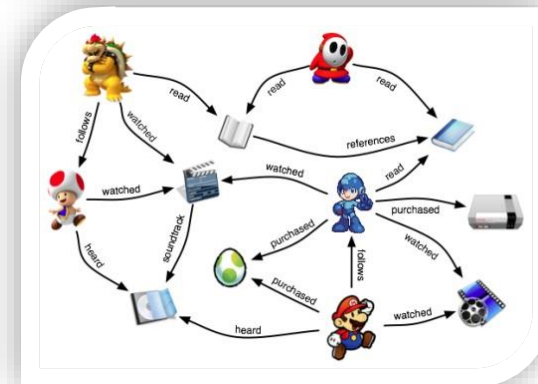 read
read
read
follows
watched
references
watched
read
watched
purchased
soundtrack
purchased
watched
heard
follows
purchased
heard
watched